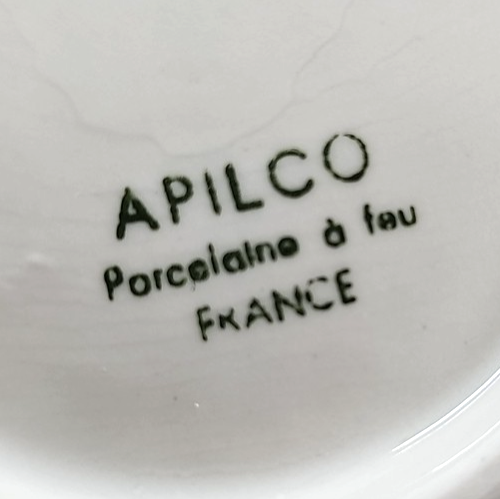 APILCO
Porcelaine à feu
FRANCE